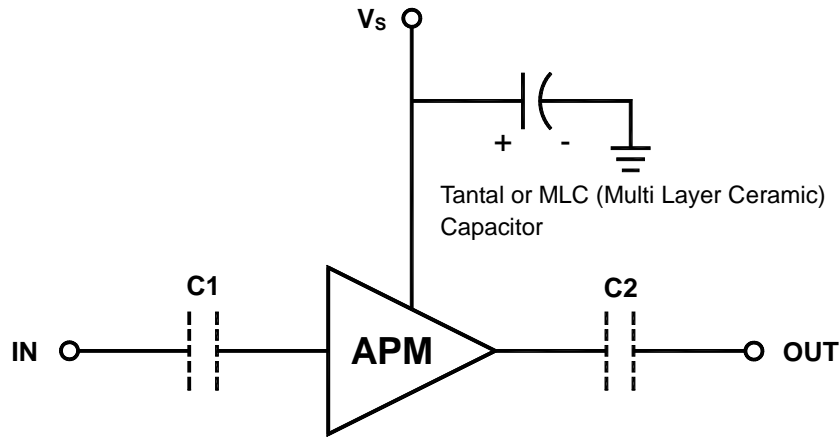 VS
+ -
Tantal or MLC (Multi Layer Ceramic)
Capacitor
C1
C2
IN
APM
OUT